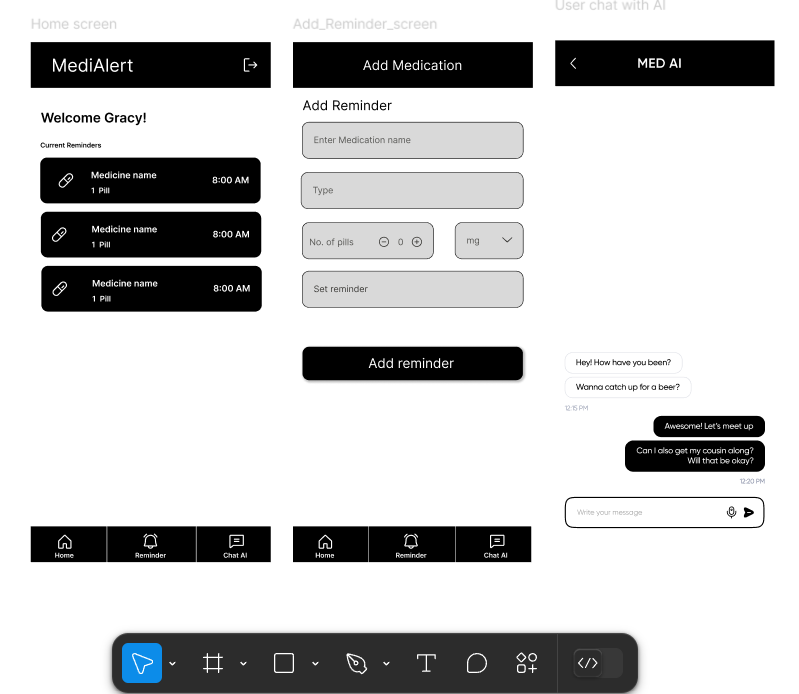 Home screen
MediAlert
Welcome Gracy!
Current Reminders
Medicine name
1 Pill
8:00 AM
Medicine name
1 Pill
8:00 AM
Medicine name
1 Pill
8:00 AM
Home
Reminder
Chat AI
Add_Reminder_screen
Add Medication
Add Reminder
Enter Medication name
Type
No. of pills
0
mg
Set reminder
Add reminder
Home
Reminder
Chat AI
User chat with AI
MED AI
Hey! How have you been?
Wanna catch up for a beer?
12:15 PM
Awesome! Let's meet up
Can I also get my cousin along?
Will that be okay?
12:20 PM
Write your message